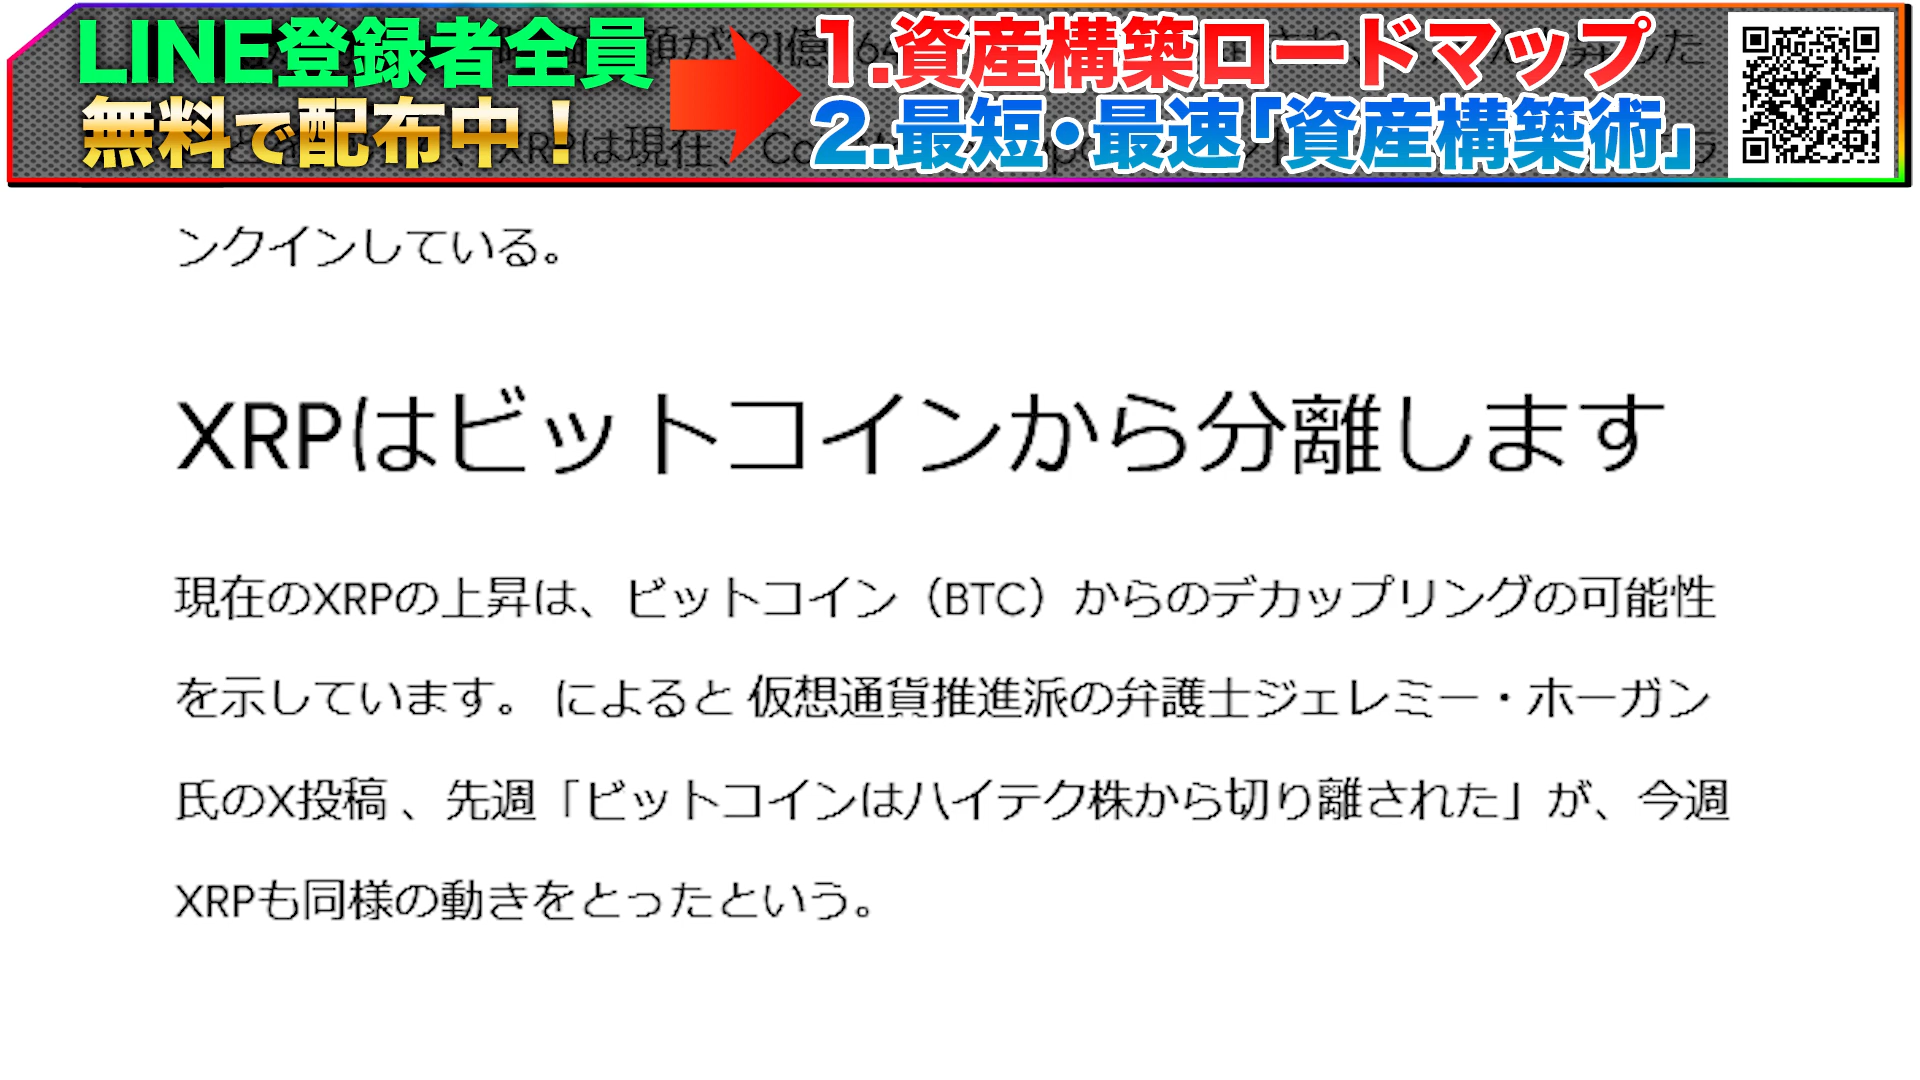 LINE登録者全員
無料で配布中！
1.資産構築ロードマップ
2.最短・最速「資産構築術」
ンクインしている。
XRPはビットコインから分離します
現在のXRPの上昇は、ビットコイン（BTC）からのデカップリングの可能性
を示しています。 によると 仮想通貨推進派の弁護士ジェレミー・ホーガン
氏のX投稿 、先週「ビットコインはハイテク株から切り離された」が、今週
XRPも同様の動きをとったという。